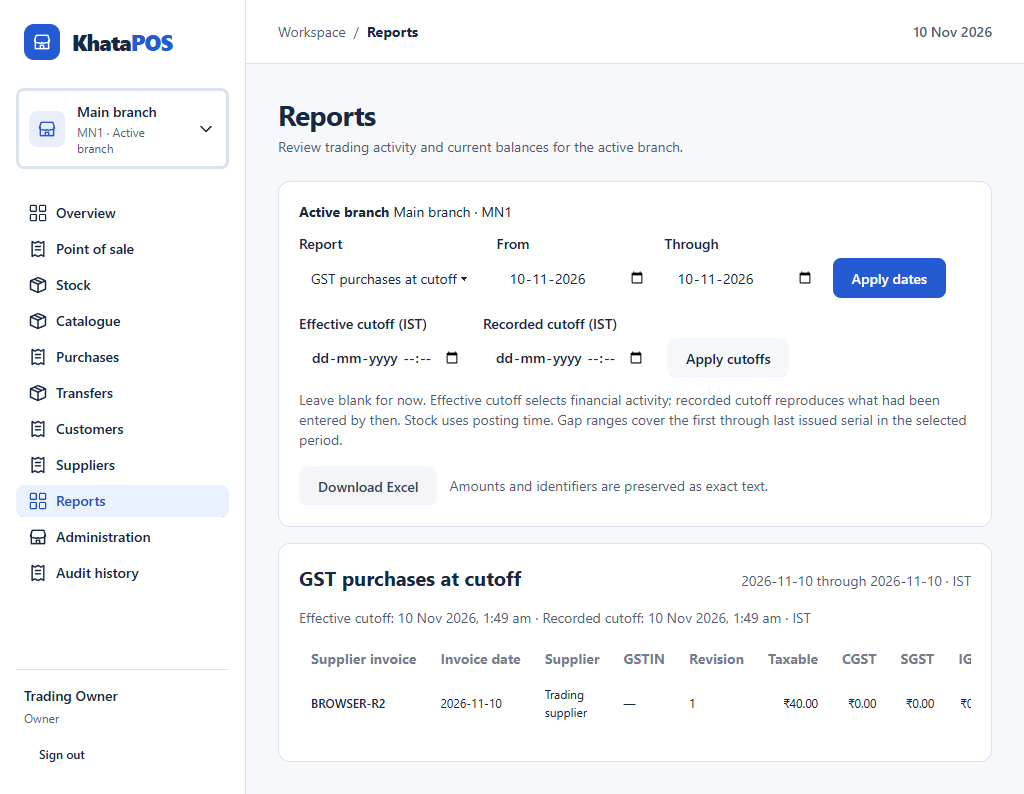 KhataPOS
Main branch
MN1 · Active
branch
Overview
Point of sale
Stock
Catalogue
Purchases
Transfers
Customers
Suppliers
Reports
Administration
Audit history
Trading Owner
Owner
Sign out
Workspace / Reports
10 Nov 2026
Reports
Review trading activity and current balances for the active branch.
Active branch Main branch · MN1
Report From Through
GST purchases at cutoff 10-11-2026 10-11-2026 Apply dates
Effective cutoff (IST) Recorded cutoff (IST)
dd-mm-yyyy --:-- dd-mm-yyyy --:-- Apply cutoffs
Leave blank for now. Effective cutoff selects financial activity; recorded cutoff reproduces what had been
entered by then. Stock uses posting time. Gap ranges cover the first through last issued serial in the selected
period.
Download Excel Amounts and identifiers are preserved as exact text.
GST purchases at cutoff 2026-11-10 through 2026-11-10 · IST
Effective cutoff: 10 Nov 2026, 1:49 am · Recorded cutoff: 10 Nov 2026, 1:49 am · IST
Supplier invoice Invoice date Supplier GSTIN Revision Taxable CGST SGST
BROWSER-R2 2026-11-10 Trading supplier — 1 ₹40.00 ₹0.00 ₹0.00